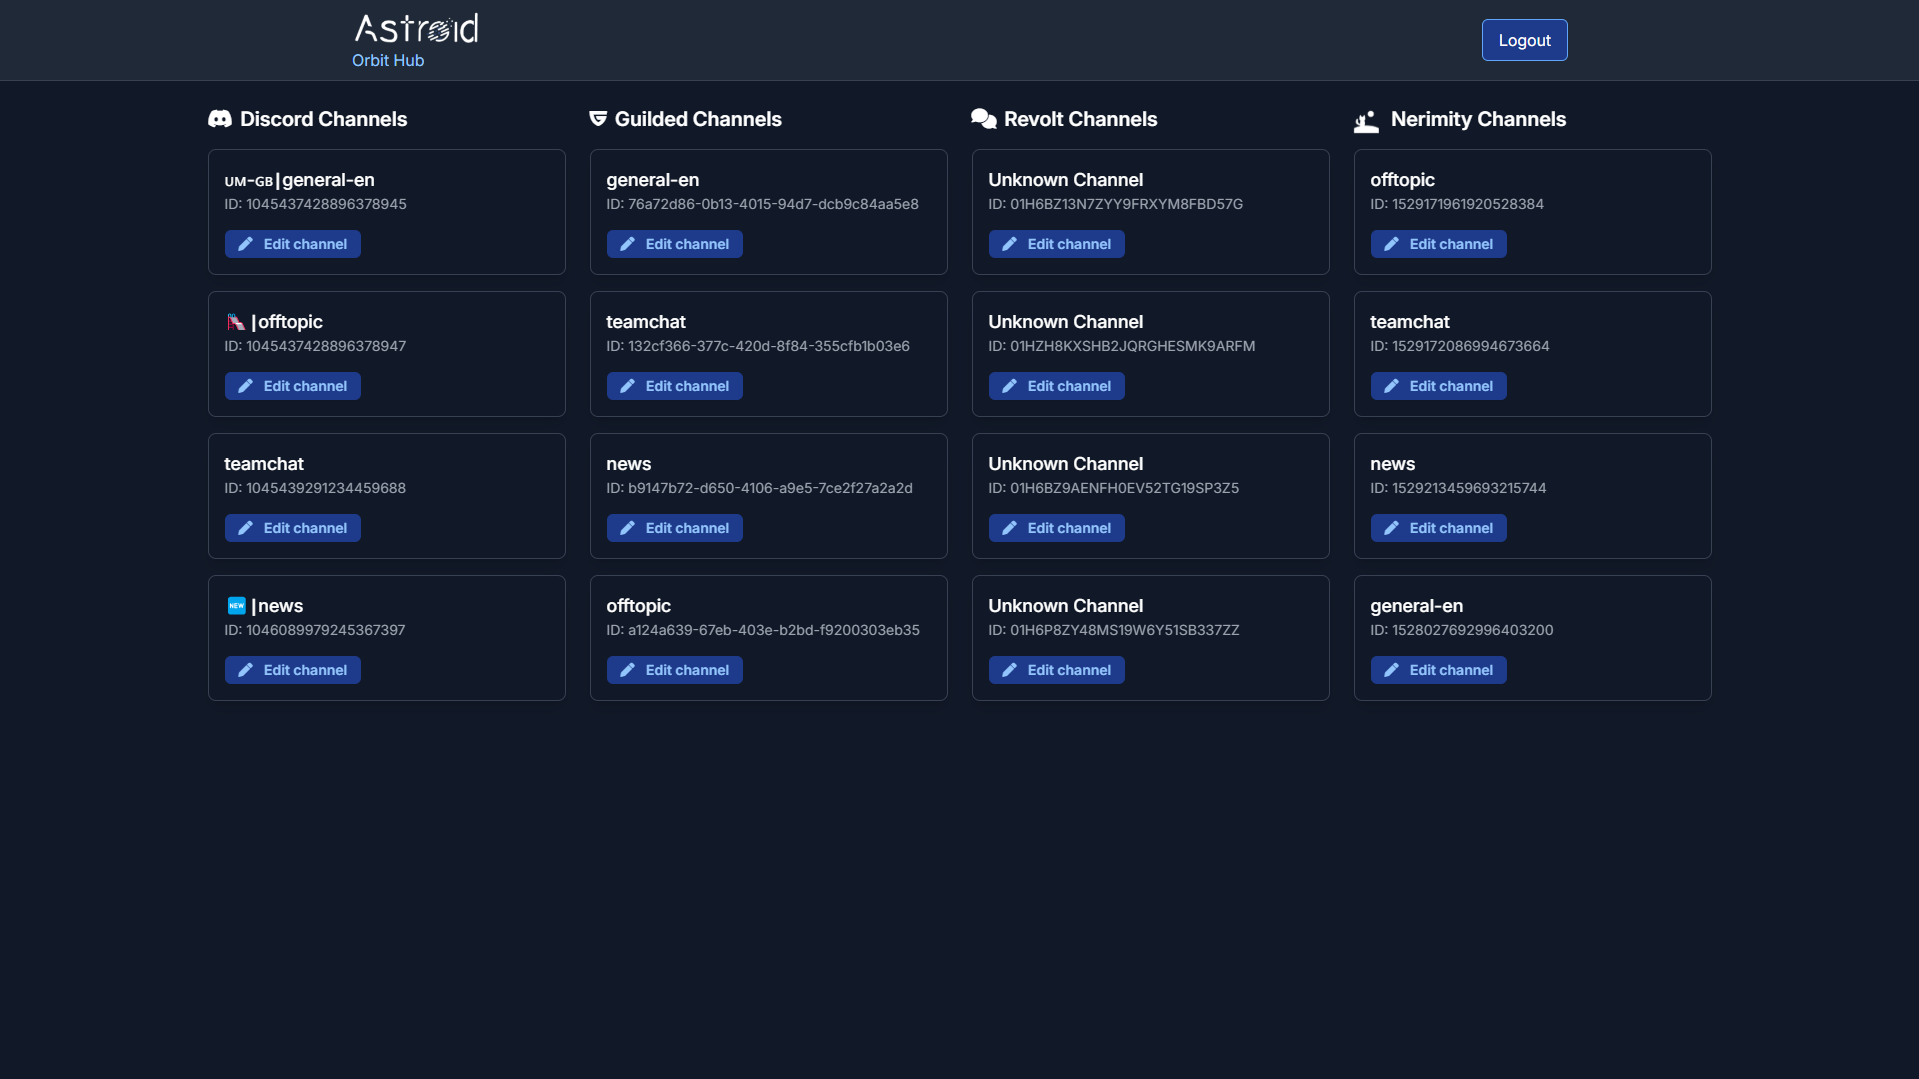 Astroid
Orbit Hub
Logout
Discord Channels
ᴜᴍ-ɢʙ|general-en
ID: 1045437428896378945
Edit channel
🛝|offtopic
ID: 1045437428896378947
Edit channel
teamchat
ID: 1045439291234459688
Edit channel
🆕|news
ID: 1046089979245367397
Edit channel
Guilded Channels
general-en
ID: 76a72d86-0b13-4015-94d7-dcb9c84aa5e8
Edit channel
teamchat
ID: 132cf366-377c-420d-8f84-355cfb1b03e6
Edit channel
news
ID: b9147b72-d650-4106-a9e5-7ce2f27a2a2d
Edit channel
offtopic
ID: a124a639-67eb-403e-b2bd-f9200303eb35
Edit channel
Revolt Channels
Unknown Channel
ID: 01H6BZ13N7ZYY9FRXYM8FBD57G
Edit channel
Unknown Channel
ID: 01HZH8KXSHB2JQRGHESMK9ARFM
Edit channel
Unknown Channel
ID: 01H6BZ9AENFH0EV52TG19SP3Z5
Edit channel
Unknown Channel
ID: 01H6P8ZY48MS19W6Y51SB337ZZ
Edit channel
Nerimity Channels
offtopic
ID: 1529171961920528384
Edit channel
teamchat
ID: 1529172086994673664
Edit channel
news
ID: 1529213459693215744
Edit channel
general-en
ID: 1528027692996403200
Edit channel